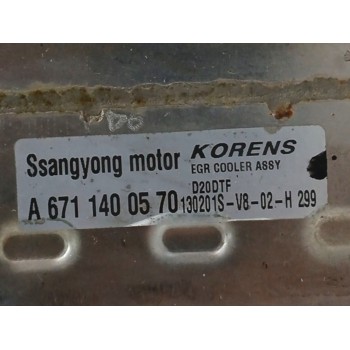 Ssangyong motor KORENS
EGR COOLER ASSY
D20DTF
A 671 140 05 70 130201S-V8-02-H 299